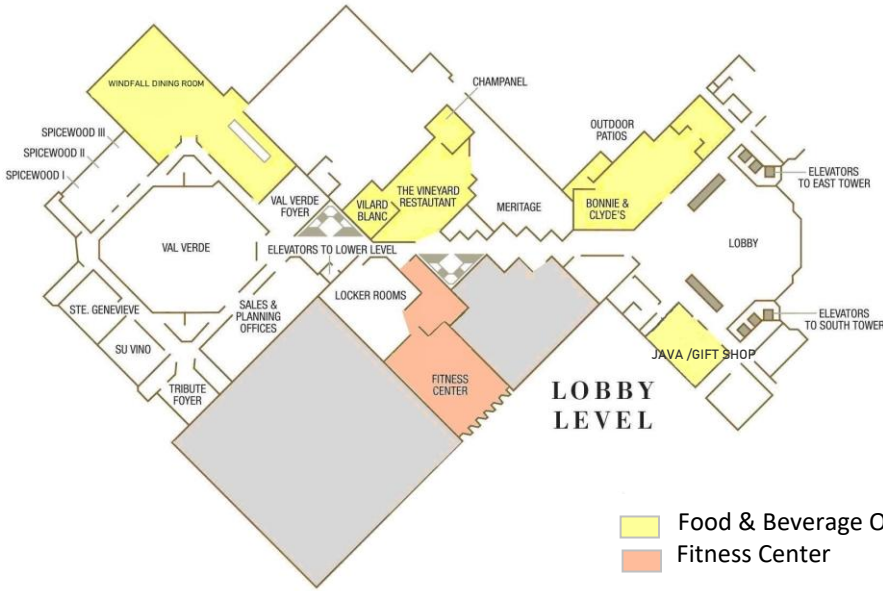 WINDFALL DINING ROOM
CHAMPANEL
SPICEWOOD III
SPICEWOOD II
SPICEWOOD I
OUTDOOR
PATIOS
ELEVATORS
TO EAST TOWER
VAL VERDE
FOYER
VILARD
BLANC
THE VINEYARD
RESTAUTANT
MERITAGE
BONNIE &
CLYDE'S
VAL VERDE
ELEVATORS TO LOWER LEVEL
LOBBY
STE. GENEVIEVE
SALES &
PLANNING
OFFICES
LOCKER ROOMS
ELEVATORS
TO SOUTH TOWER
SU VINO
JAVA /GIFT SHOP
TRIBUTE
FOYER
FITNESS
CENTER
LOBBY
LEVEL
Food & Beverage O
Fitness Center